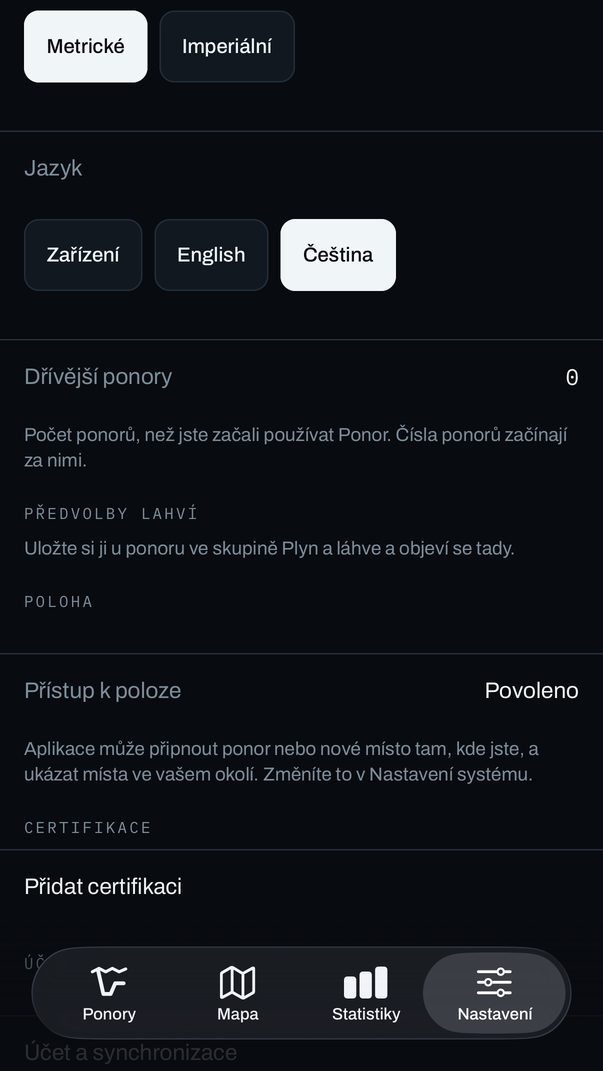 Metrické Imperiální
Jazyk
Zařízení English Čeština
Dřívější ponory 0
Počet ponorů, než jste začali používat Ponor. Čísla ponorů začínají
za nimi.
PŘEDVOLBY LAHVÍ
Uložte si ji u ponoru ve skupině Plyn a láhve a objeví se tady.
POLOHA
Přístup k poloze Povoleno
Aplikace může připnout ponor nebo nové místo tam, kde jste, a
ukázat místa ve vašem okolí. Změníte to v Nastavení systému.
CERTIFIKACE
Přidat certifikaci
Ponory Mapa Statistiky Nastavení
Účet a synchronizace